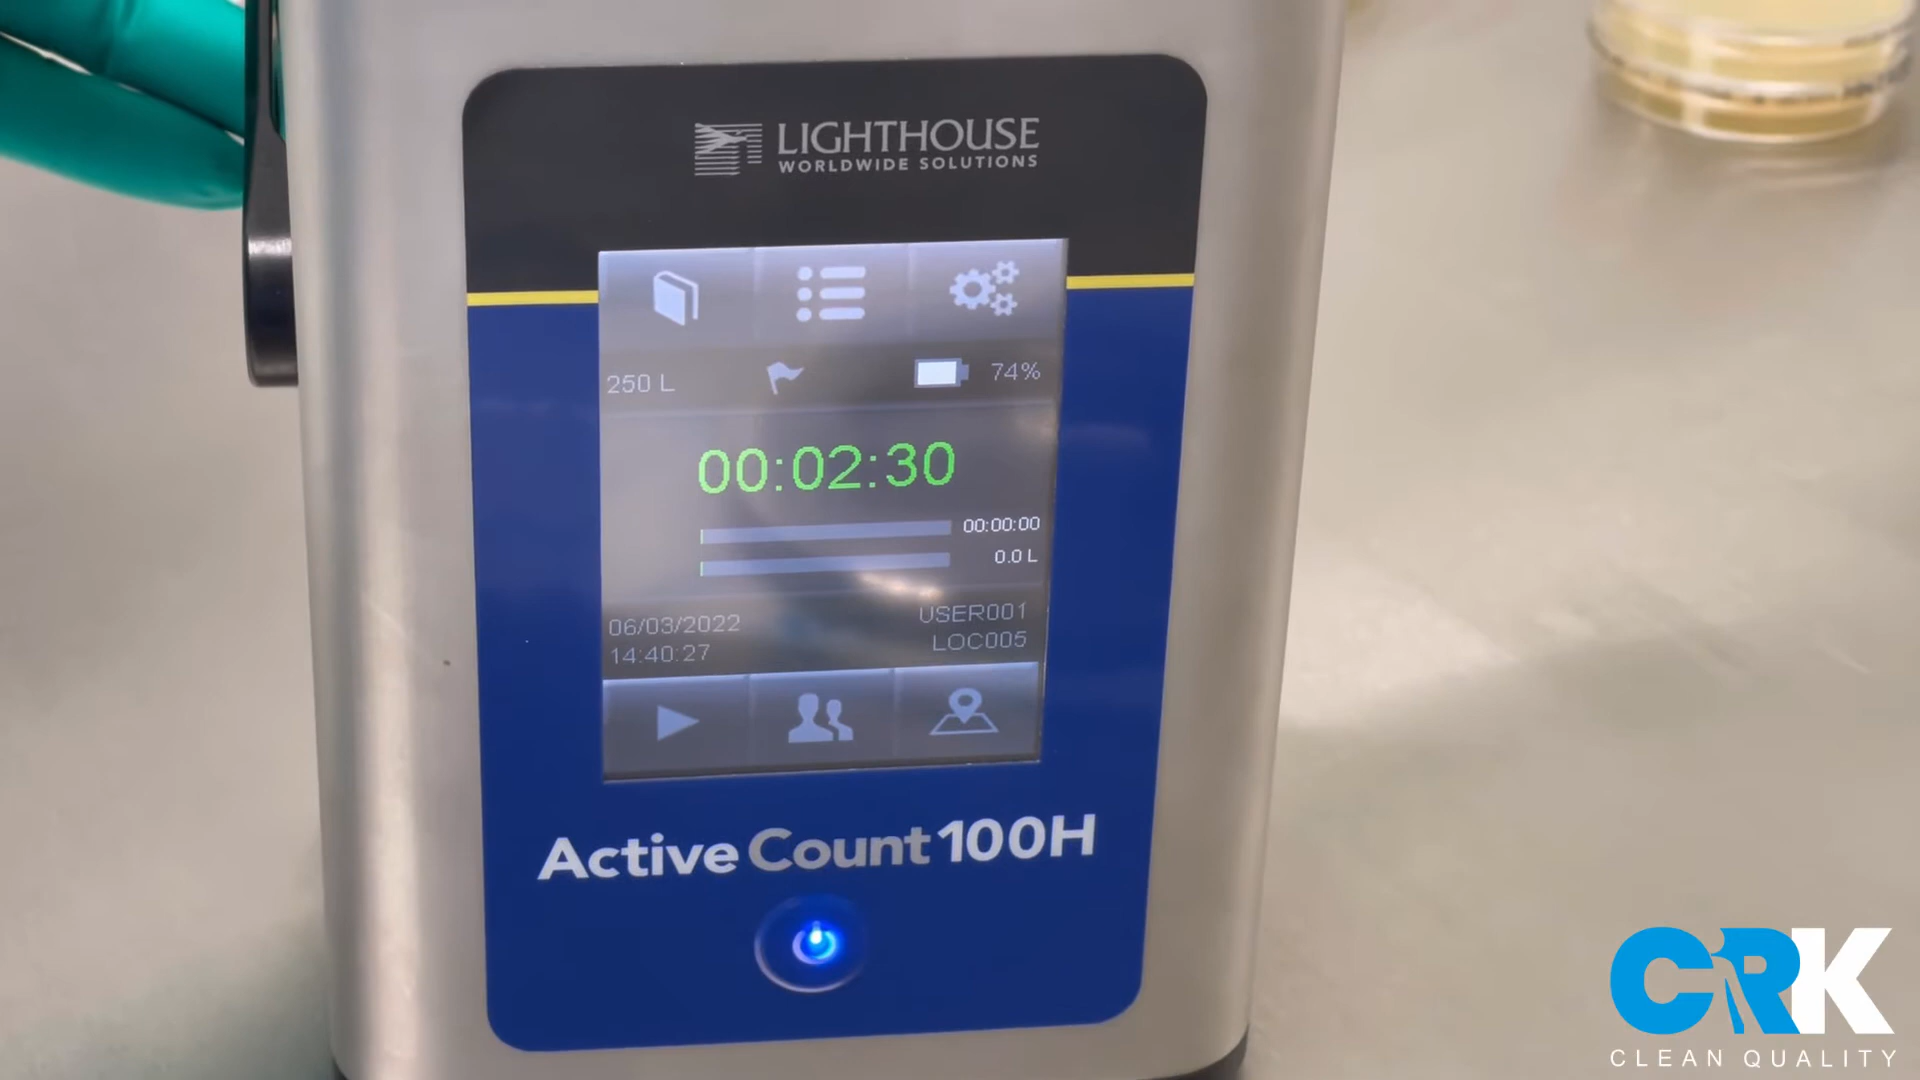 LIGHTHOUSE
WORLDWIDE SOLUTIONS
250 L
74%
00:02:30
00:00:00
0.0 L
06/03/2022
14:40:27
USER001
LOC005
Active Count 100H
CRK
CLEAN QUALITY